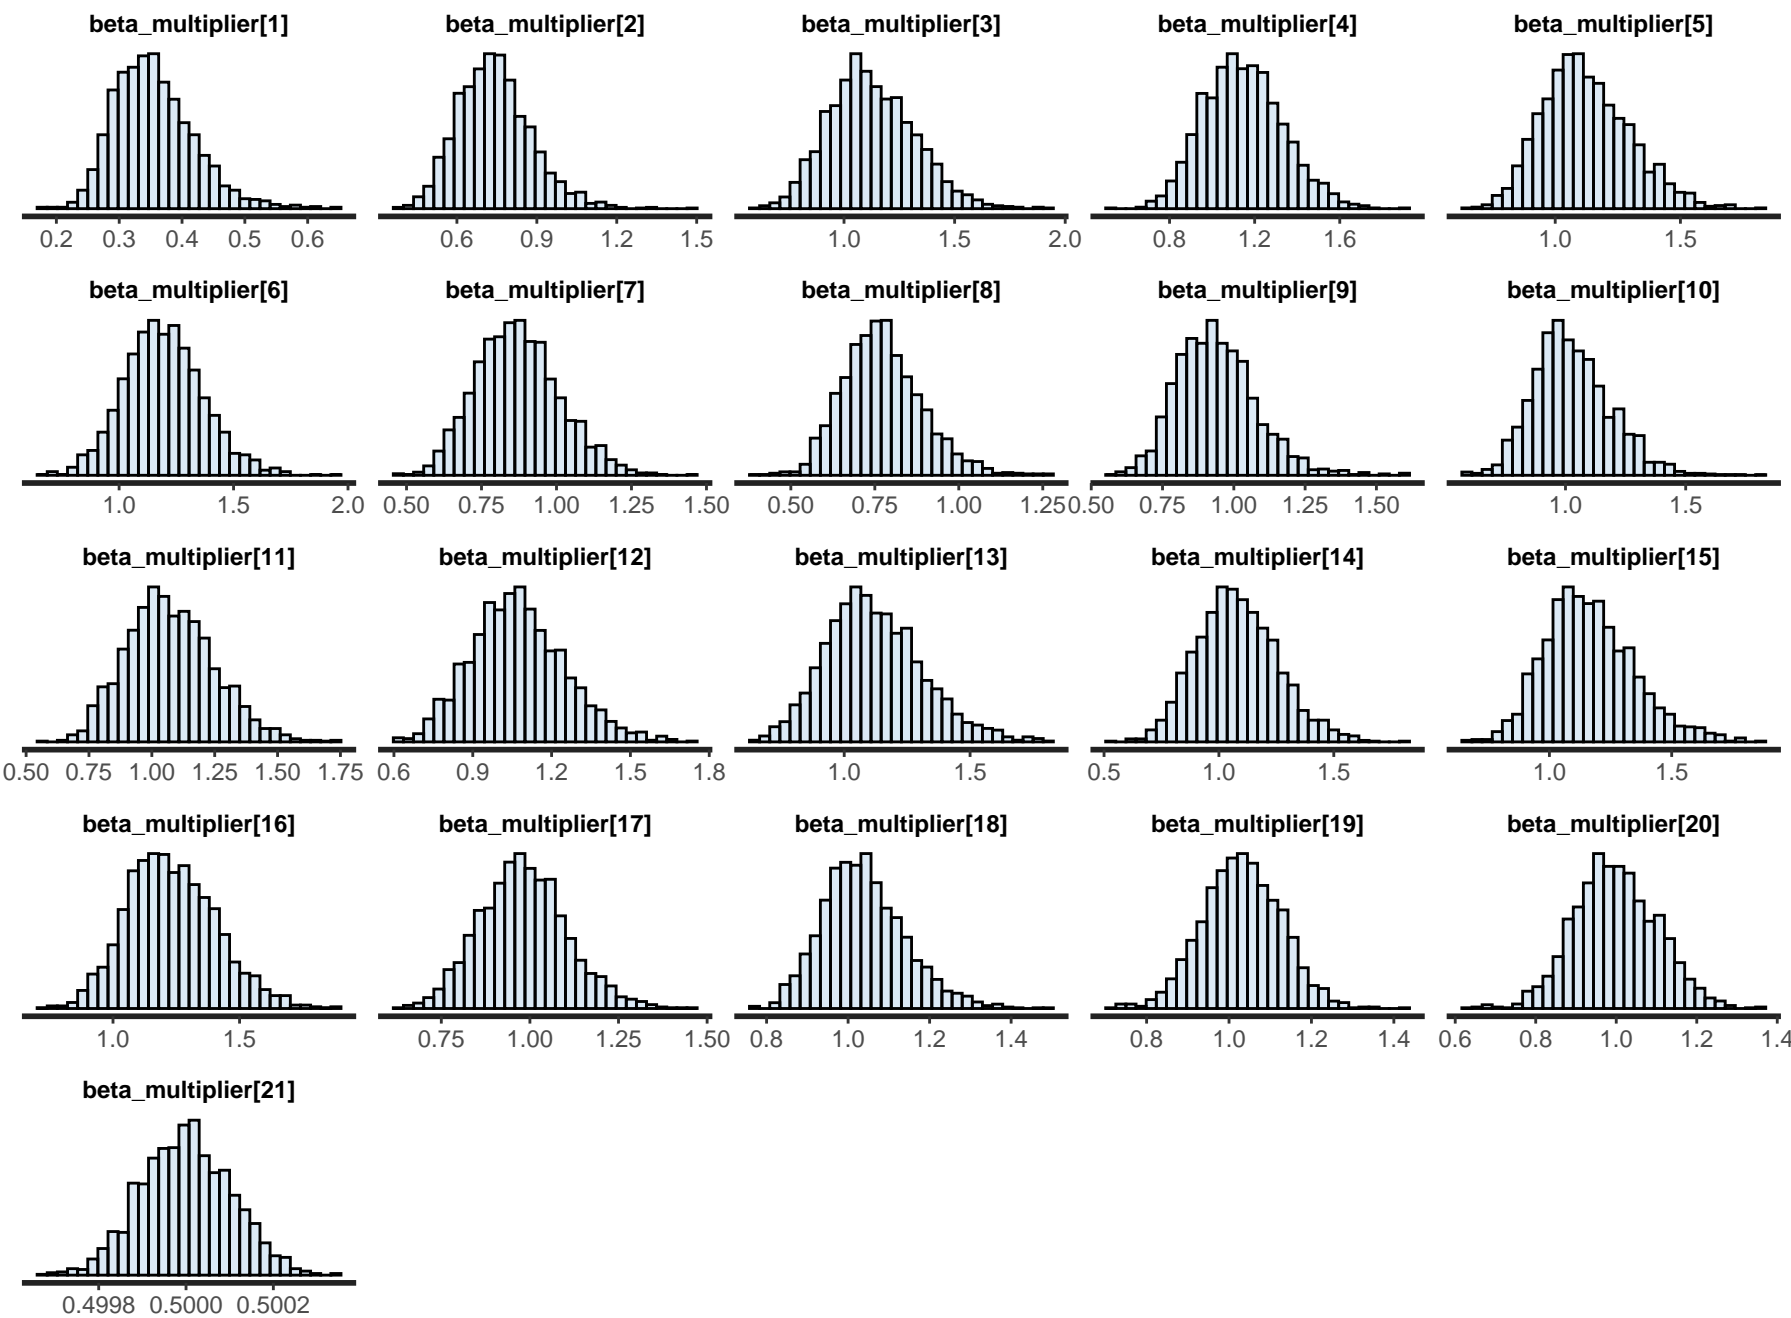 beta_multiplier[1] beta_multiplier[2] beta_multiplier[3] beta_multiplier[4] beta_multiplier[5]
0.2 0.3 0.4 0.5 0.6 0.6 0.9 1.2 1.5 1.0 1.5 2.0 0.8 1.2 1.6 1.0 1.5
beta_multiplier[6] beta_multiplier[7] beta_multiplier[8] beta_multiplier[9] beta_multiplier[10]
1.0 1.5 2.0 0.50 0.75 1.00 1.25 1.50 0.50 0.75 1.00 1.25 0.50 0.75 1.00 1.25 1.50 1.0 1.5
beta_multiplier[11] beta_multiplier[12] beta_multiplier[13] beta_multiplier[14] beta_multiplier[15]
0.50 0.75 1.00 1.25 1.50 1.75 0.6 0.9 1.2 1.5 1.8 1.0 1.5 0.5 1.0 1.5 1.0 1.5
beta_multiplier[16] beta_multiplier[17] beta_multiplier[18] beta_multiplier[19] beta_multiplier[20]
1.0 1.5 0.75 1.00 1.25 1.50 0.8 1.0 1.2 1.4 0.8 1.0 1.2 1.4 0.6 0.8 1.0 1.2 1.4
beta_multiplier[21]
0.4998 0.5000 0.5002